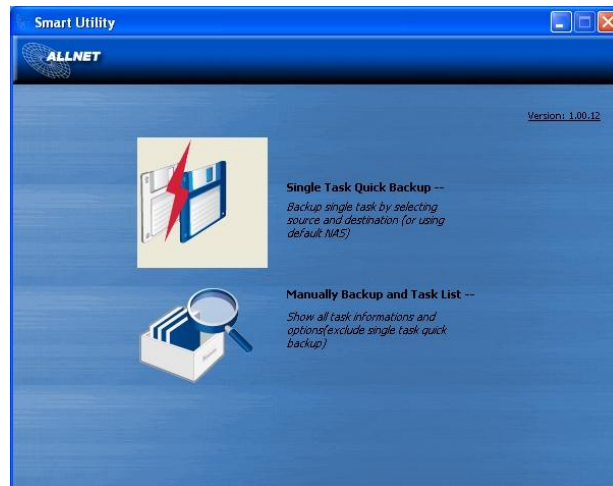 Smart Utility
ALLNET
Version: 1.00.12
Single Task Quick Backup --
Backup single task by selecting
source and destination (or using
default NAS)
Manually Backup and Task List --
Show all task informations and
options(exclude single task quick
backup)